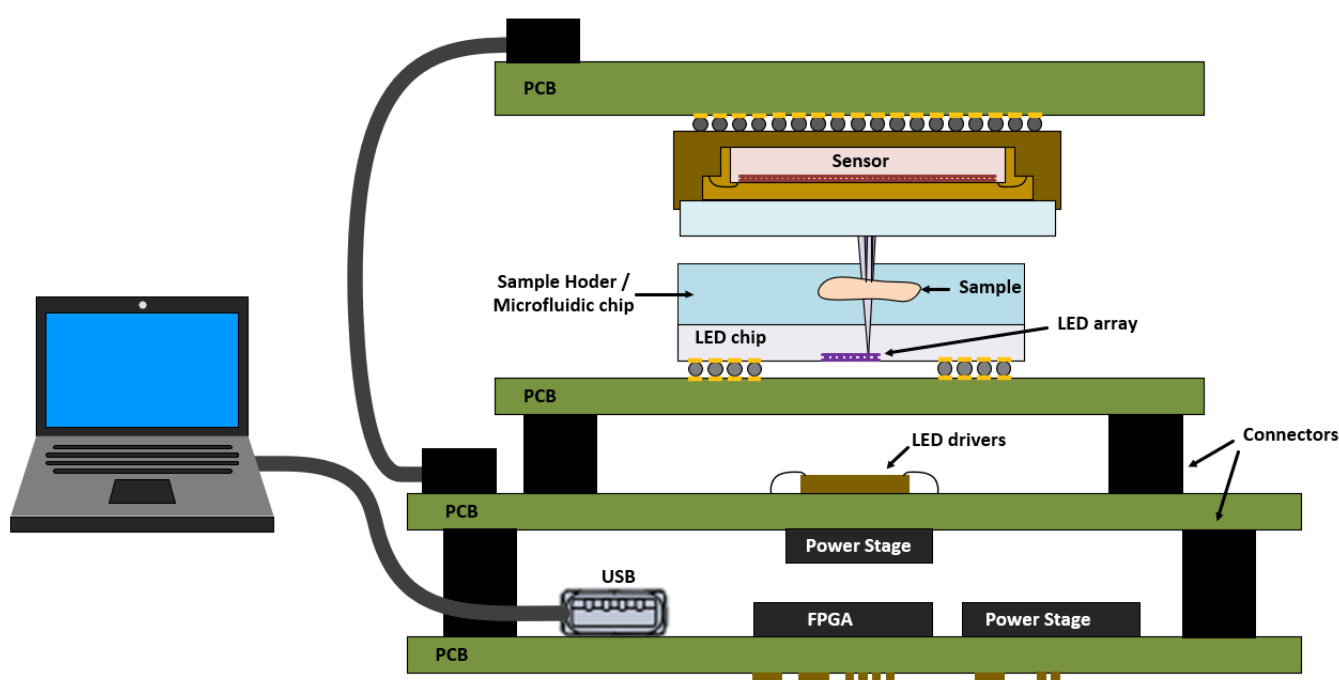 PCB
Sensor
Sample Hoder /
Microfluidic chip
Sample
LED array
LED chip
PCB
LED drivers
Connectors
PCB
Power Stage
USB
FPGA
Power Stage
PCB